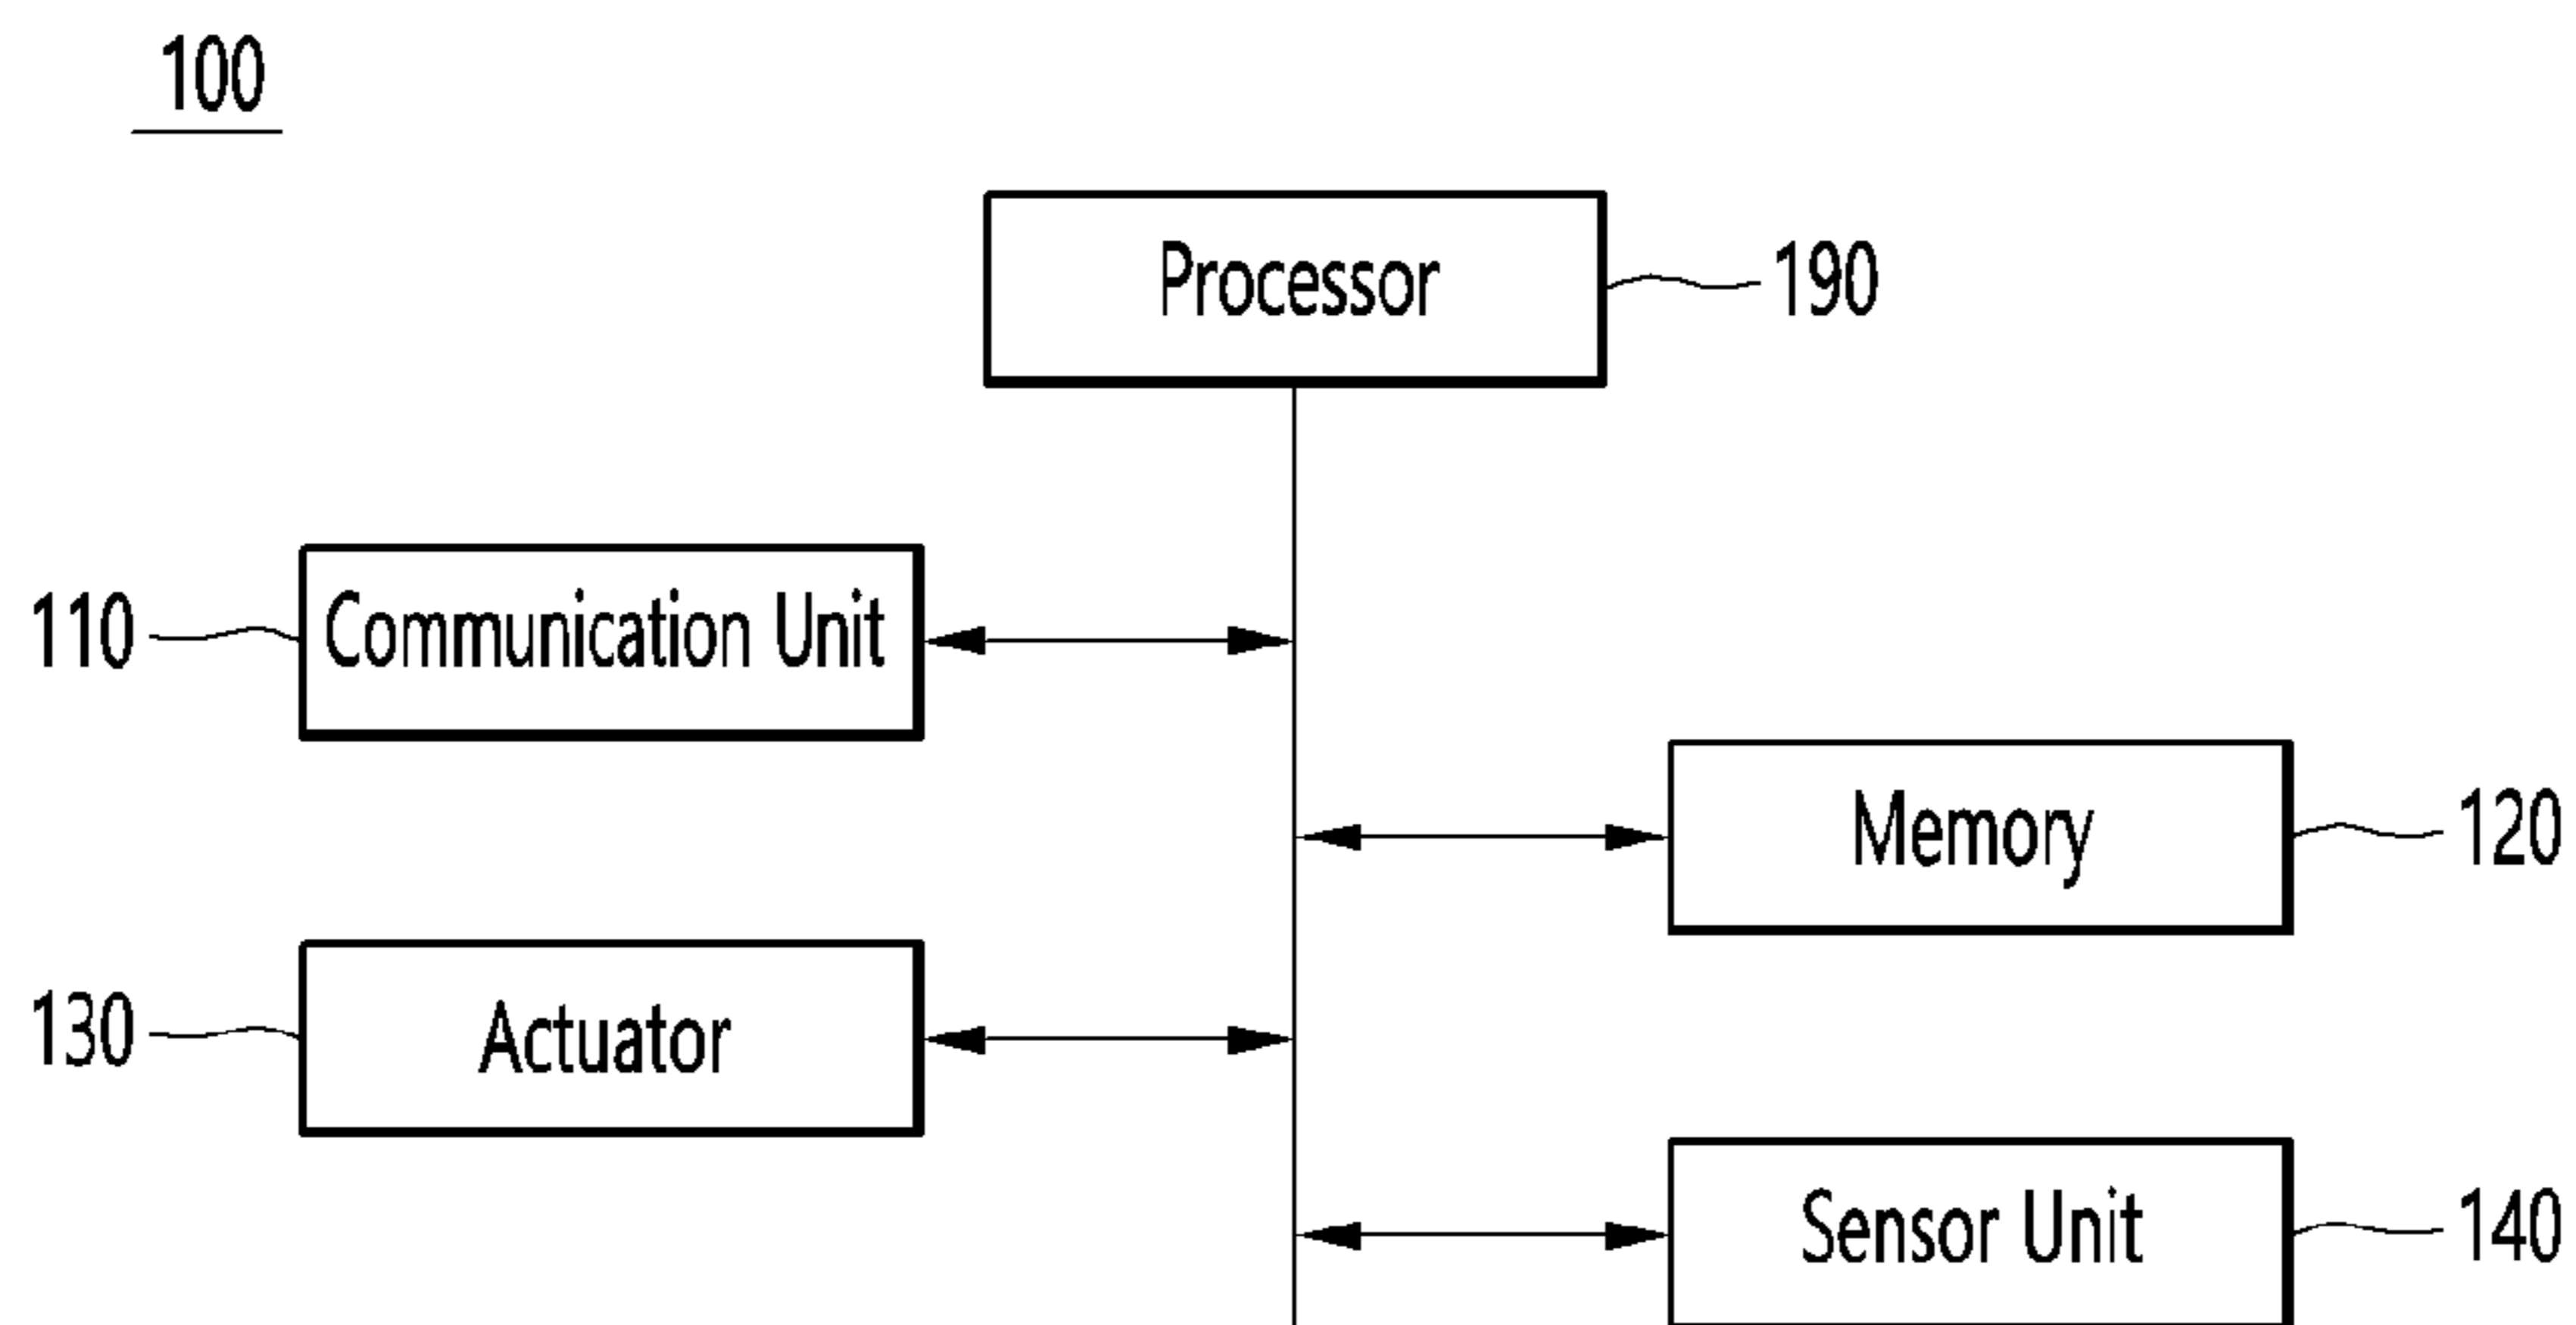 100
Processor
190
110
Communication Unit
Memory
120
130
Actuator
Sensor Unit
140